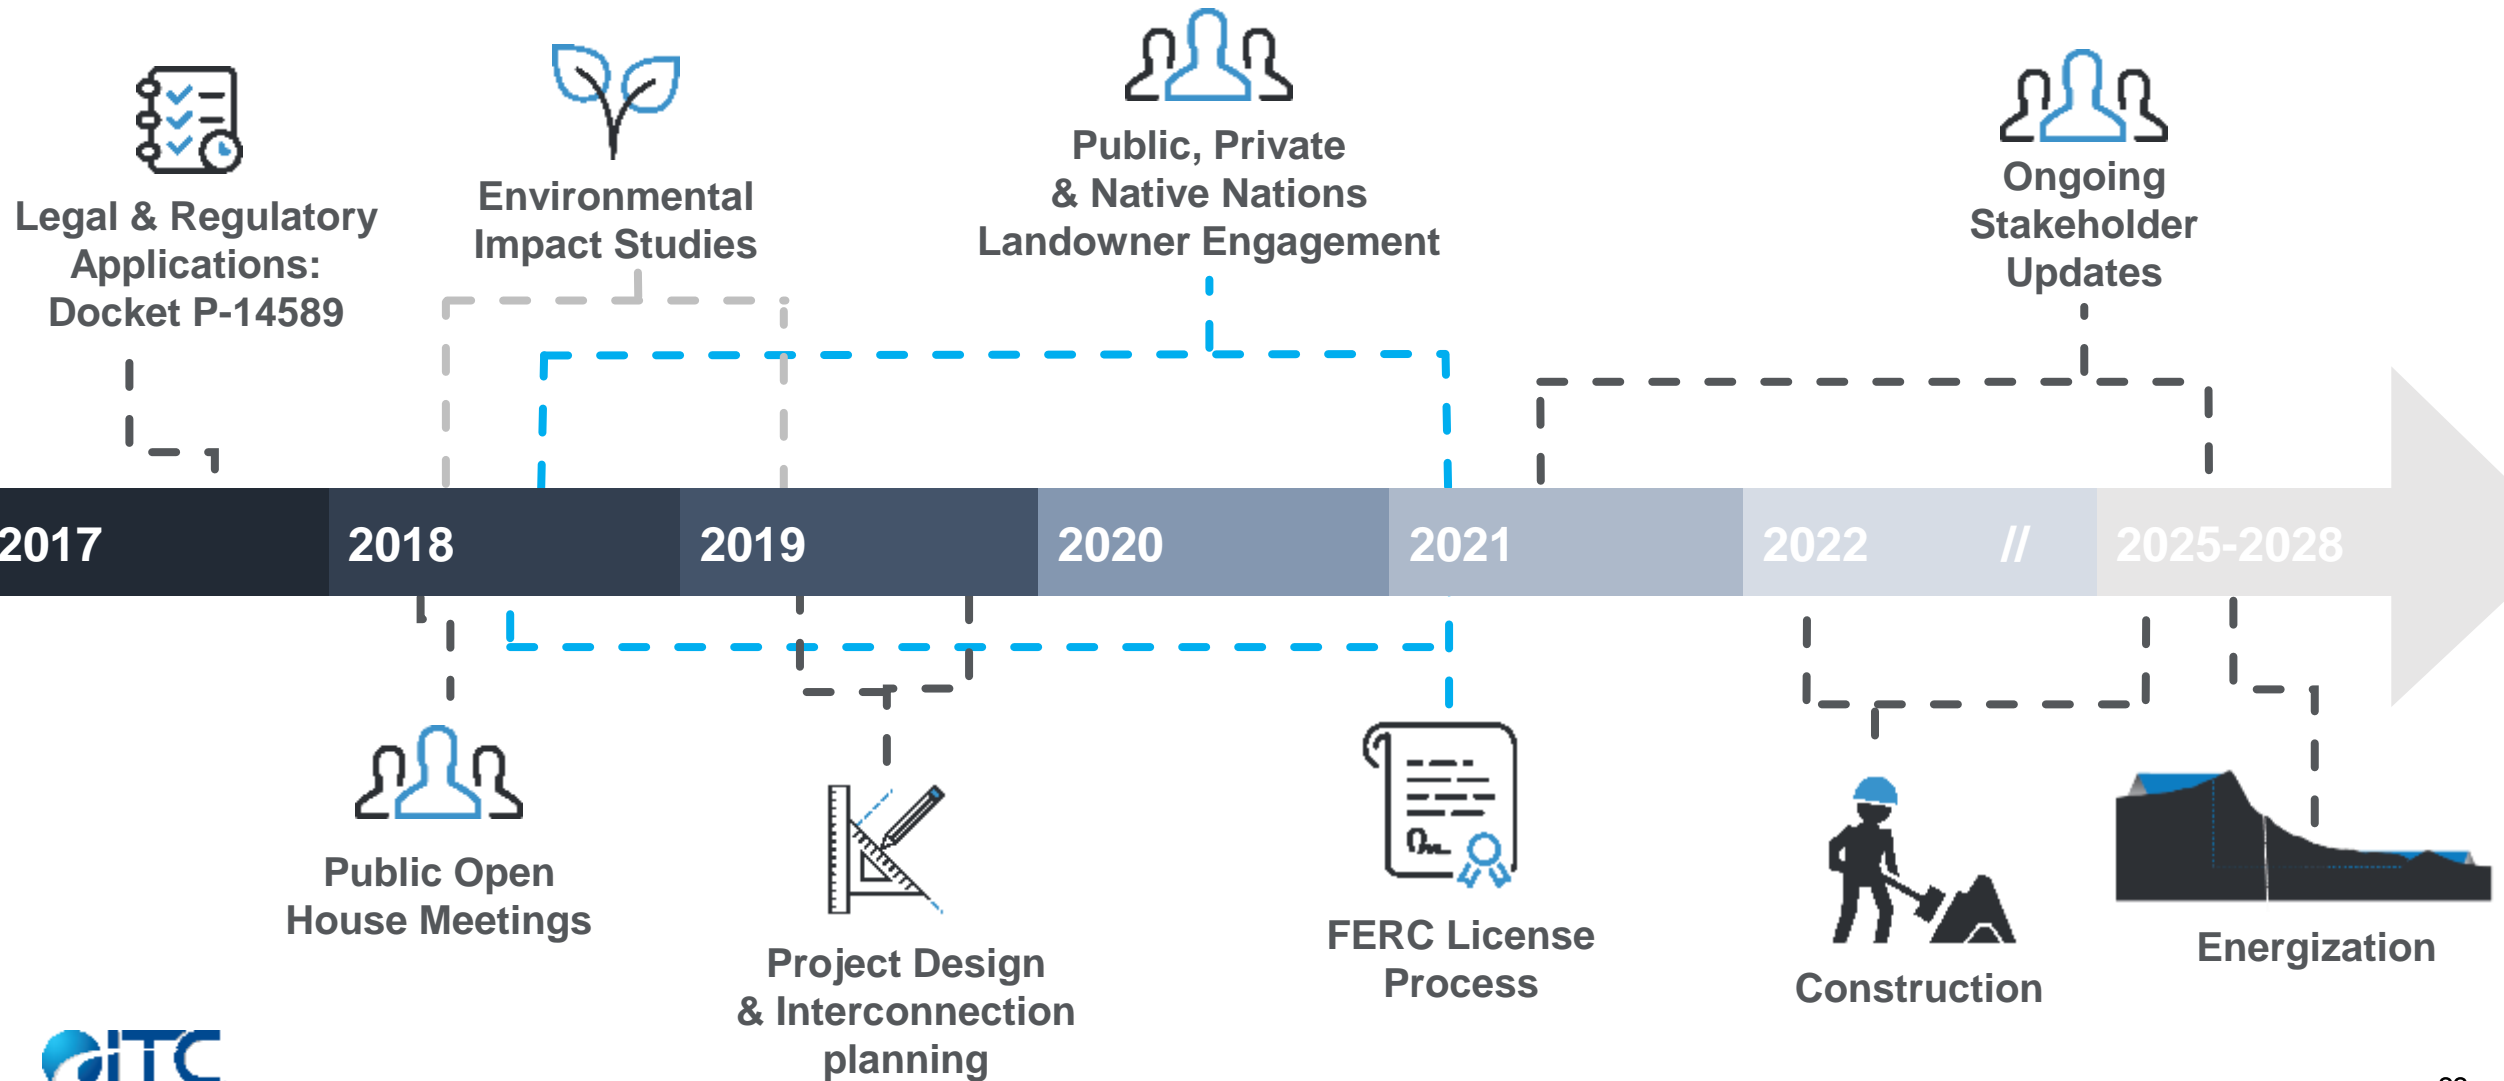 Legal & Regulatory
Applications:
Docket P-14589
Environmental
Impact Studies
Public, Private
& Native Nations
Landowner Engagement
Ongoing
Stakeholder
Updates
2017
2018
2019
2020
2021
2022
//
2025-2028
Public Open
House Meetings
Project Design
& Interconnection
planning
FERC License
Process
Construction
Energization
ITC